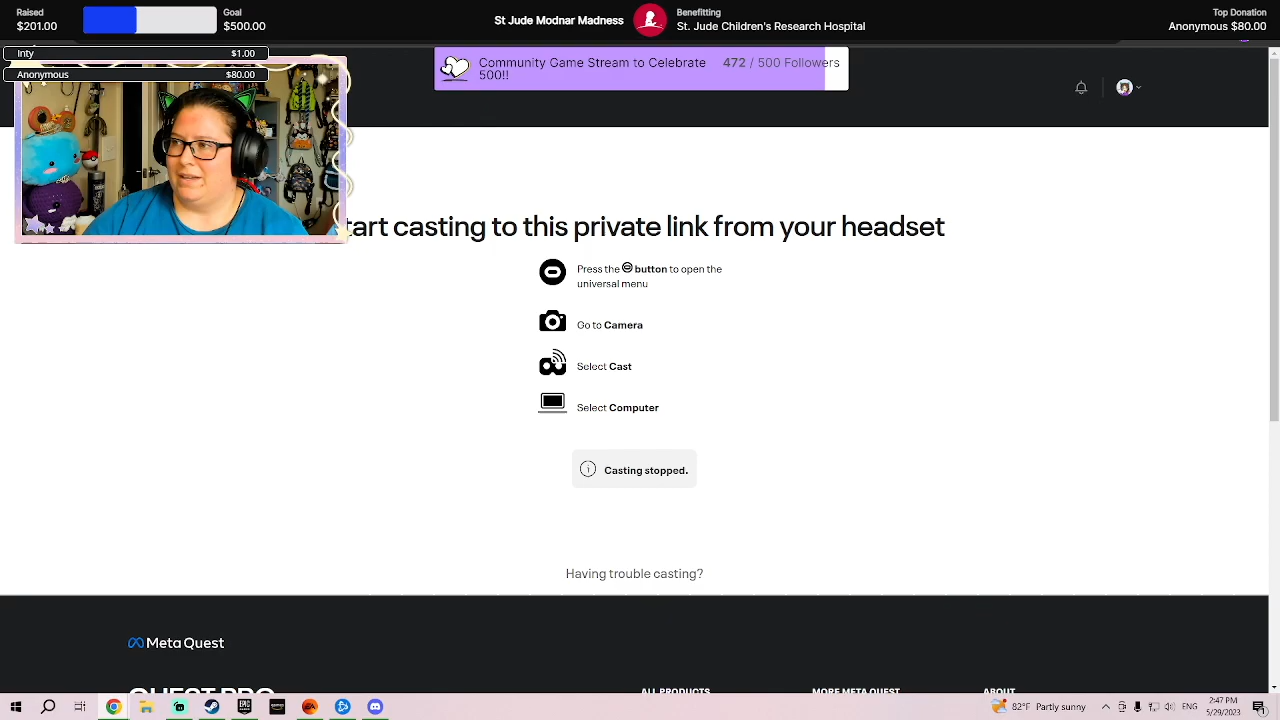 Raised
$201.00
Goal
$500.00
St Jude Modnar Madness
Benefitting
St. Jude Children's Research Hospital
Top Donation
Anonymous $80.00
Inty $1.00
Anonymous $80.00
Community Game Stream to Celebrate 472 / 500 Followers
500!!
tart casting to this private link from your headset
Press the button to open the
universal menu
Go to Camera
Select Cast
Select Computer
Casting stopped.
Having trouble casting?
Meta Quest
QUEST PRO
ALL PRODUCTS
MORE META QUEST
ABOUT
82°F Partly sunny
ENG
2:47 PM
5/29/2023